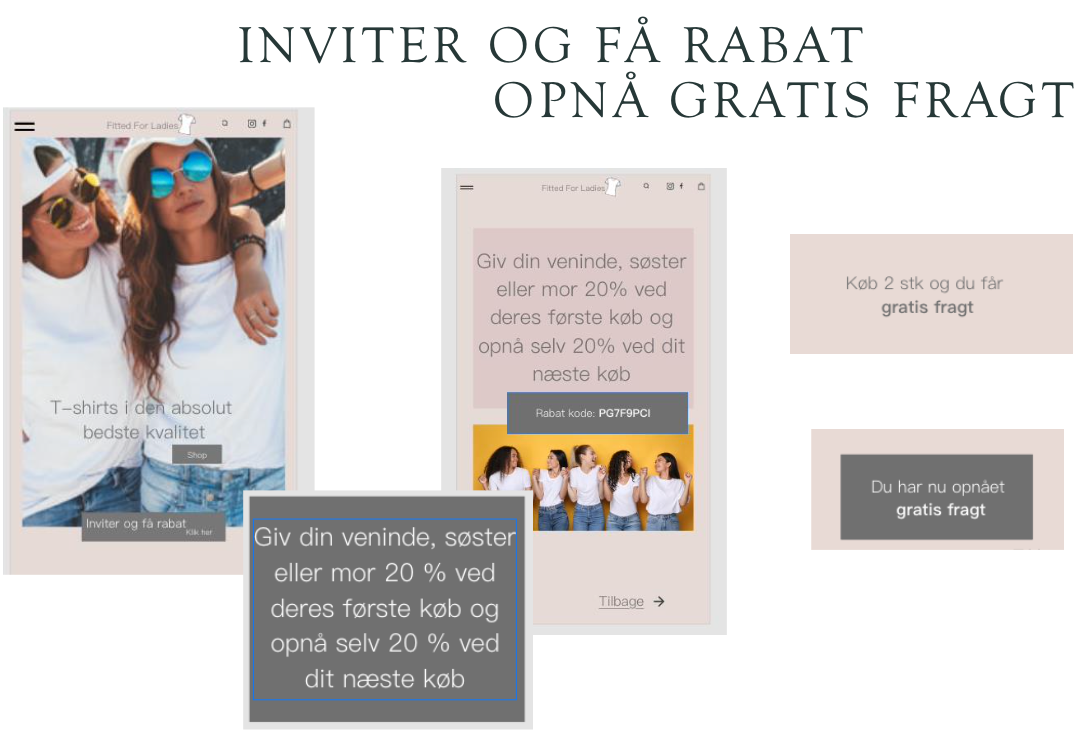 INVITER OG FÅ RABAT
OPNÅ GRATIS FRAGT
Fitted For Ladies
T-shirts i den absolut
bedste kvalitet
Shop
Inviter og få rabat
Klik her
Fitted For Ladies
Giv din veninde, søster
eller mor 20% ved
deres første køb og
opnå selv 20% ved dit
næste køb
Rabat kode: PG7F9PCI
Tilbage
Giv din veninde, søster
eller mor 20 % ved
deres første køb og
opnå selv 20 % ved
dit næste køb
Køb 2 stk og du får
gratis fragt
Du har nu opnået
gratis fragt